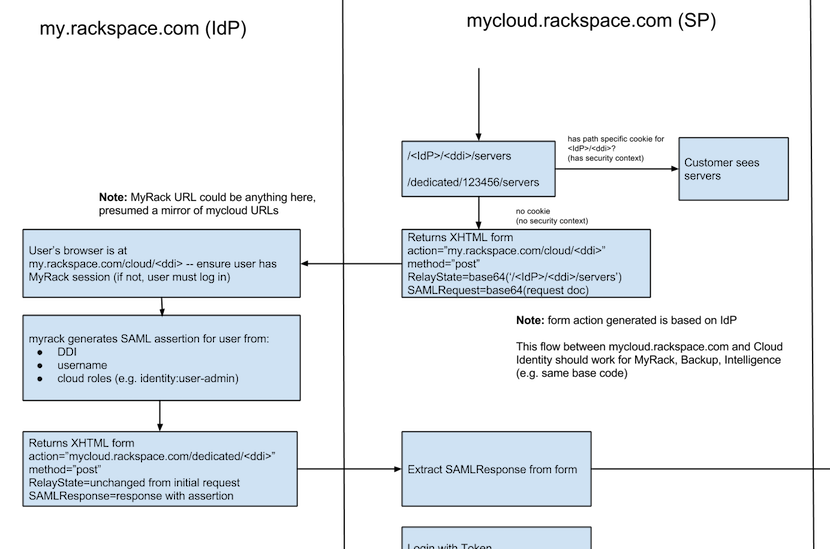 my.rackspace.com (IdP)
mycloud.rackspace.com (SP)
/<IdP>/<ddi>/servers
/dedicated/123456/servers
has path specific cookie for
<IdP>/<ddi>?
(has security context)
Customer sees
servers
no cookie
(no security context)
Note: MyRack URL could be anything here,
presumed a mirror of mycloud URLs
Returns XHTML form
action="my.rackspace.com/cloud/<ddi>"
method="post"
RelayState=base64('/<IdP>/<ddi>/servers')
SAMLRequest=base64(request doc)
User's browser is at
my.rackspace.com/cloud/<ddi> -- ensure user has
MyRack session (if not, user must log in)
Note: form action generated is based on IdP
This flow between mycloud.rackspace.com and Cloud
Identity should work for MyRack, Backup, Intelligence
(e.g. same base code)
myrack generates SAML assertion for user from:
● DDI
● username
● cloud roles (e.g. identity:user-admin)
Returns XHTML form
action="mycloud.rackspace.com/dedicated/<ddi>"
method="post"
RelayState=unchanged from initial request
SAMLResponse=response with assertion
Extract SAMLResponse from form
Login with Token